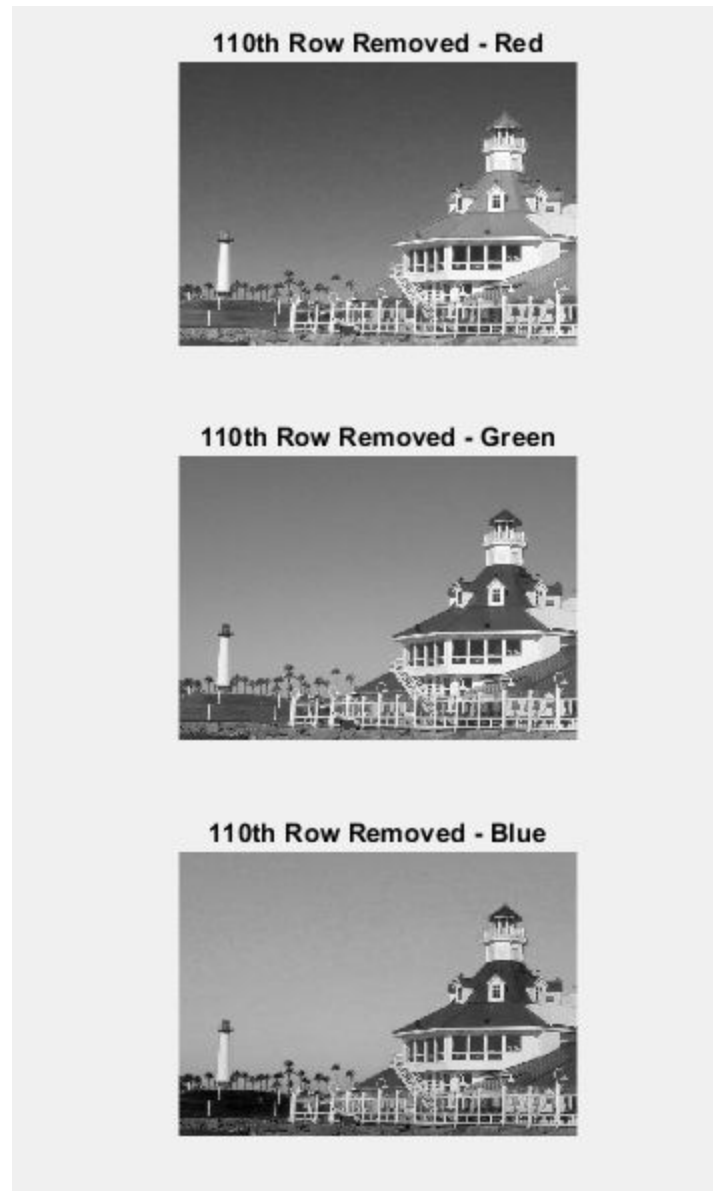 110th Row Removed - Red
110th Row Removed - Green
110th Row Removed - Blue